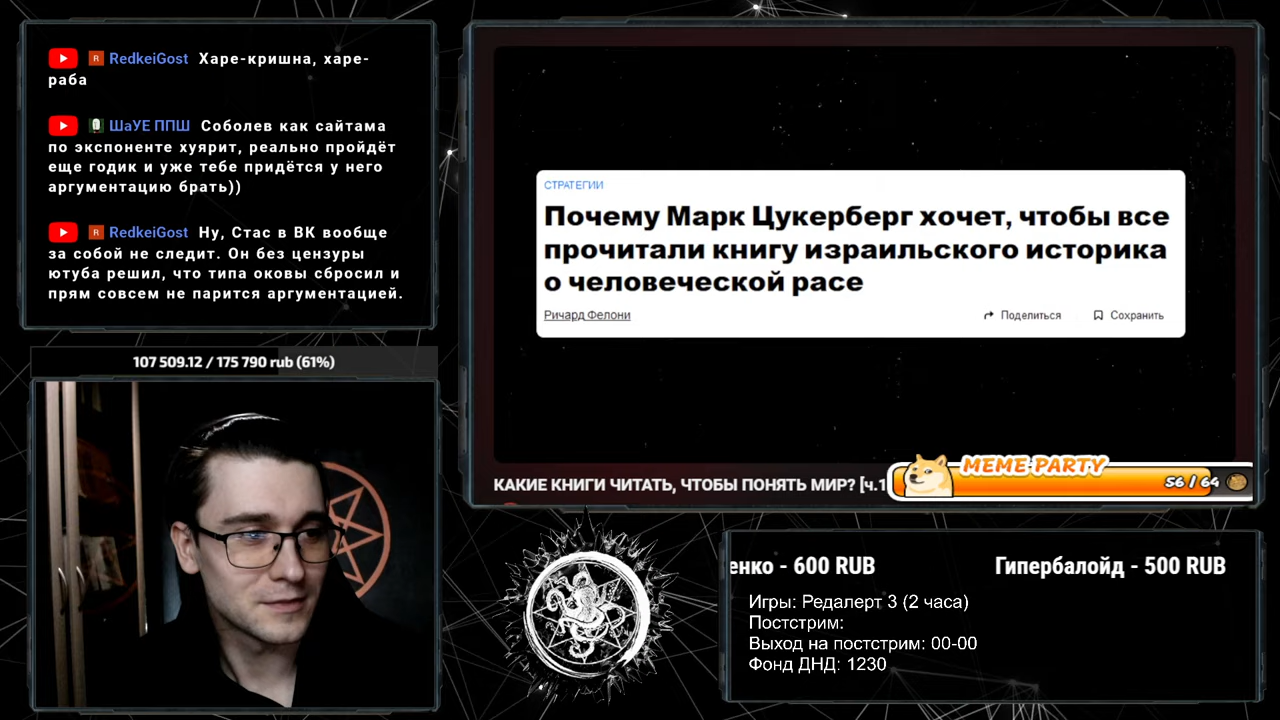 RedkeiGost Харе-кришна, харе-
раба
ШаУЕ ППШ Соболев как сайтама
по экспоненте хуярит, реально пройдёт
еще годик и уже тебе придётся у него
аргументацию брать))
RedkeiGost Ну, Стас в ВК вообще
за собой не следит. Он без цензуры
ютуба решил, что типа оковы сбросил и
прям совсем не парится аргументацией.
107 509.12 / 175 790 rub (61%)
СТРАТЕГИИ
Почему Марк Цукерберг хочет, чтобы все
прочитали книгу израильского историка
о человеческой расе
Ричард Фелони
Поделиться
Сохранить
MEME PARTY
56 / 64
КАКИЕ КНИГИ ЧИТАТЬ, ЧТОБЫ ПОНЯТЬ МИР? [ч.1
енко - 600 RUB
Гипербалойд - 500 RUB
Игры: Редалерт 3 (2 часа)
Постстрим:
Выход на постстрим: 00-00
Фонд ДНД: 1230